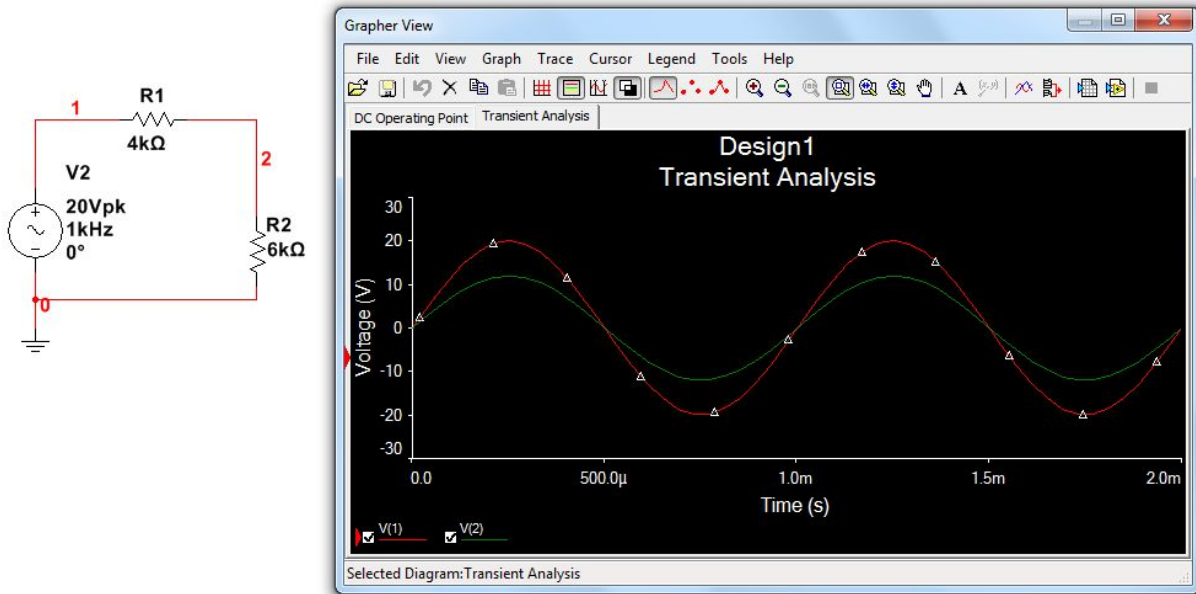 1
R1
4kΩ
2
V2
20Vpk
1kHz
0°
R2
6kΩ
0
Grapher View
File Edit View Graph Trace Cursor Legend Tools Help
A
DC Operating Point Transient Analysis
Design1
Transient Analysis
Voltage (V)
30
20
10
0
-10
-20
-30
0.0 500.0μ 1.0m 1.5m 2.0m
Time (s)
V(1) V(2)
Selected Diagram:Transient Analysis